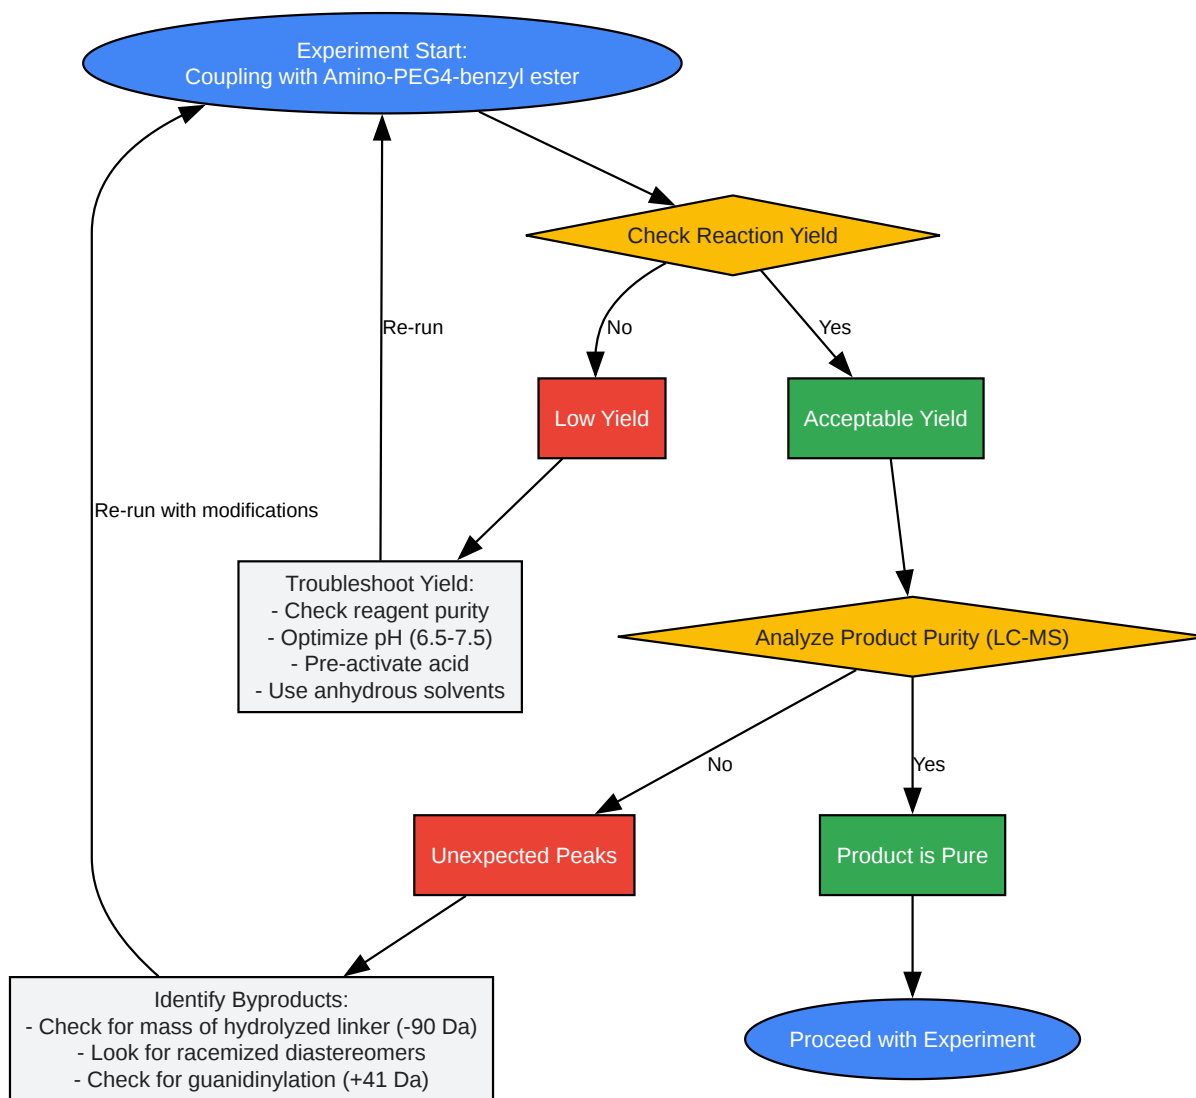 Experiment Start:
Coupling with Amino-PEG4-benzyl ester
Check Reaction Yield
No
Yes
Re-run
Low Yield
Acceptable Yield
Re-run with modifications
Troubleshoot Yield:
- Check reagent purity
- Optimize pH (6.5-7.5)
- Pre-activate acid
- Use anhydrous solvents
Analyze Product Purity (LC-MS)
No
Yes
Unexpected Peaks
Product is Pure
Identify Byproducts:
- Check for mass of hydrolyzed linker (-90 Da)
- Look for racemized diastereomers
- Check for guanidinylation (+41 Da)
Proceed with Experiment